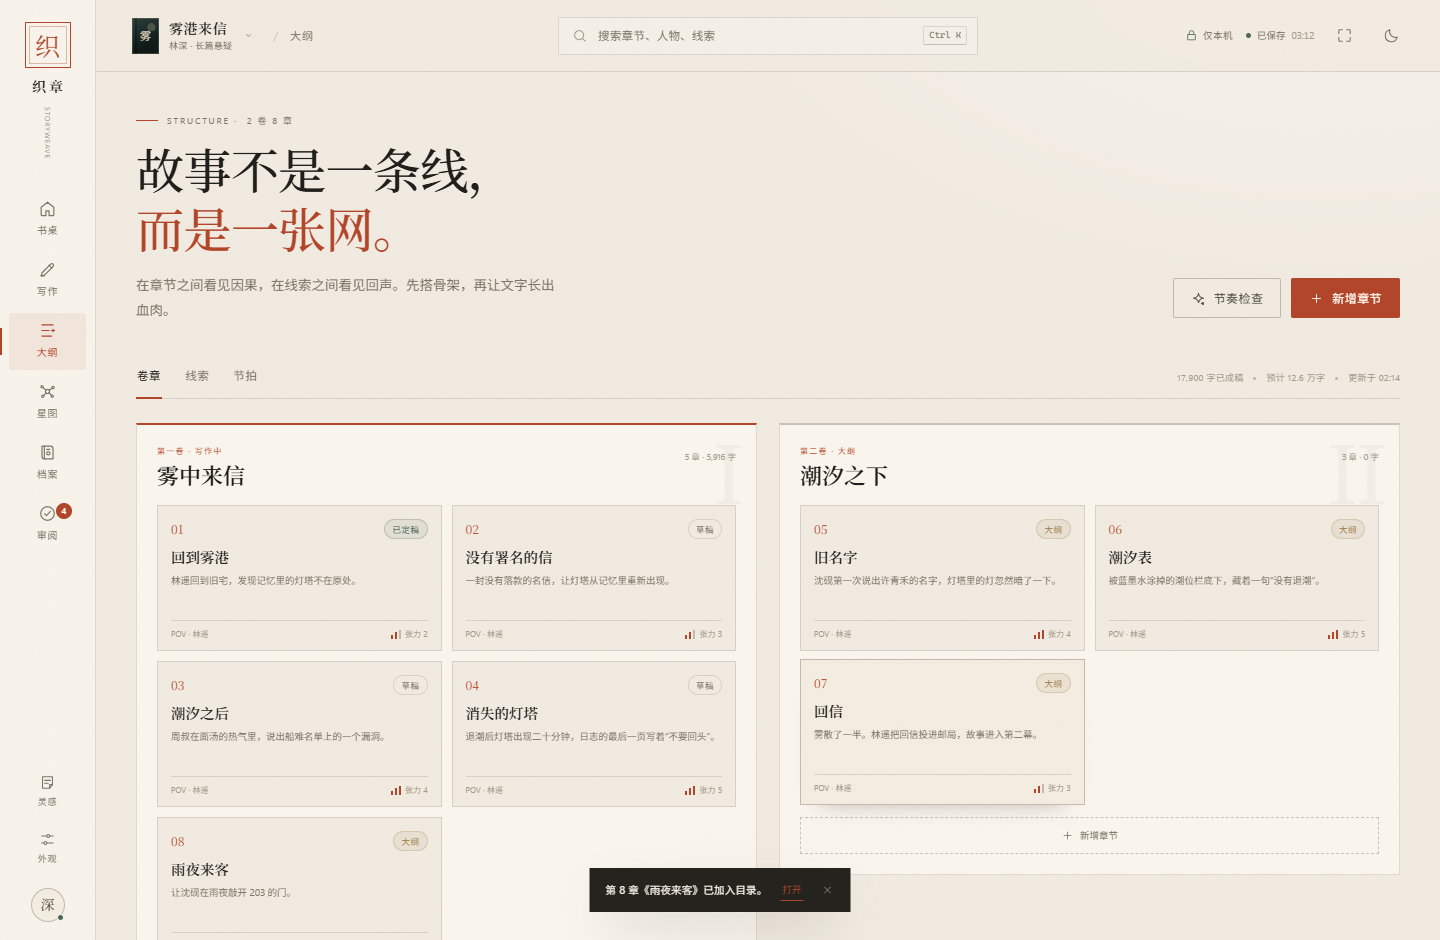 织
织章
STORYWEAVE
书桌
写作
大纲
星图
档案
审阅
4
灵感
外观
深
雾
雾港来信
林深 · 长篇悬疑
/ 大纲
搜索章节、人物、线索
Ctrl K
仅本机
已保存 03:12
STRUCTURE · 2 卷 8 章
故事不是一条线，
而是一张网。
在章节之间看见因果，在线索之间看见回声。先搭骨架，再让文字长出
血肉。
节奏检查
新增章节
卷章
线索
节拍
17,900 字已成稿 • 预计 12.6 万字 • 更新于 02:14
第一卷 · 写作中
雾中来信
5 章 · 5,916 字
I
01
已定稿
回到雾港
林遥回到旧宅，发现记忆里的灯塔不在原处。
POV · 林遥
张力 2
02
草稿
没有署名的信
一封没有落款的名信，让灯塔从记忆里重新出现。
POV · 林遥
张力 3
03
草稿
潮汐之后
周叔在面汤的热气里，说出船难名单上的一个漏洞。
POV · 林遥
张力 4
04
草稿
消失的灯塔
退潮后灯塔出现二十分钟，日志的最后一页写着“不要回头”。
POV · 林遥
张力 5
08
大纲
雨夜来客
让沈砚在雨夜敲开 203 的门。
第二卷 · 大纲
潮汐之下
3 章 · 0 字
II
05
大纲
旧名字
沈砚第一次说出许青禾的名字，灯塔里的灯忽然暗了一下。
POV · 林遥
张力 4
06
大纲
潮汐表
被蓝墨水涂掉的潮位栏底下，藏着一句“没有退潮”。
POV · 林遥
张力 5
07
大纲
回信
雾散了一半。林遥把回信投进邮局，故事进入第二幕。
POV · 林遥
张力 3
新增章节
第 8 章《雨夜来客》已加入目录。
打开